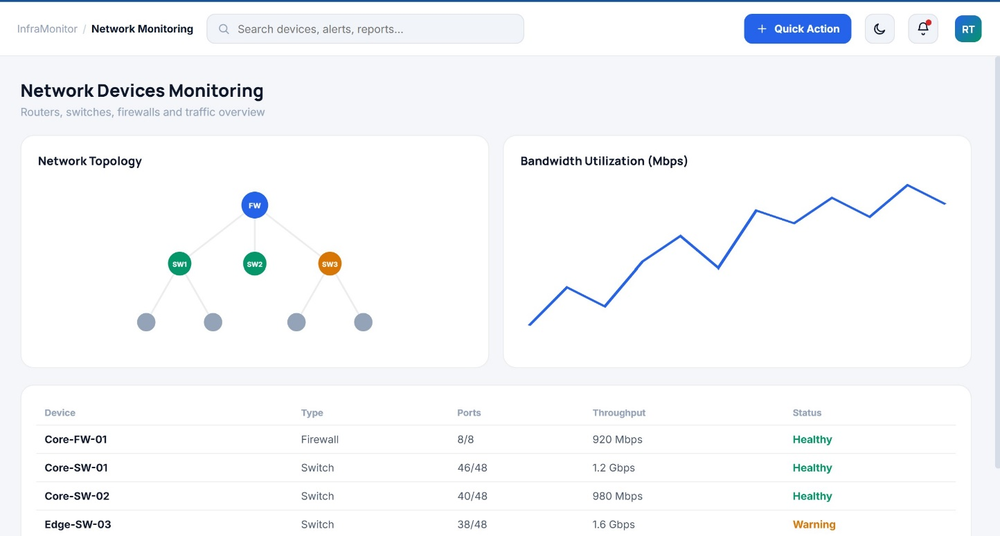 InfraMonitor / Network Monitoring
Search devices, alerts, reports...
+ Quick Action
RT
Network Devices Monitoring
Routers, switches, firewalls and traffic overview
Network Topology
FW
SW1 SW2 SW3
Bandwidth Utilization (Mbps)
Device Type Ports Throughput Status
Core-FW-01 Firewall 8/8 920 Mbps Healthy
Core-SW-01 Switch 46/48 1.2 Gbps Healthy
Core-SW-02 Switch 40/48 980 Mbps Healthy
Edge-SW-03 Switch 38/48 1.6 Gbps Warning